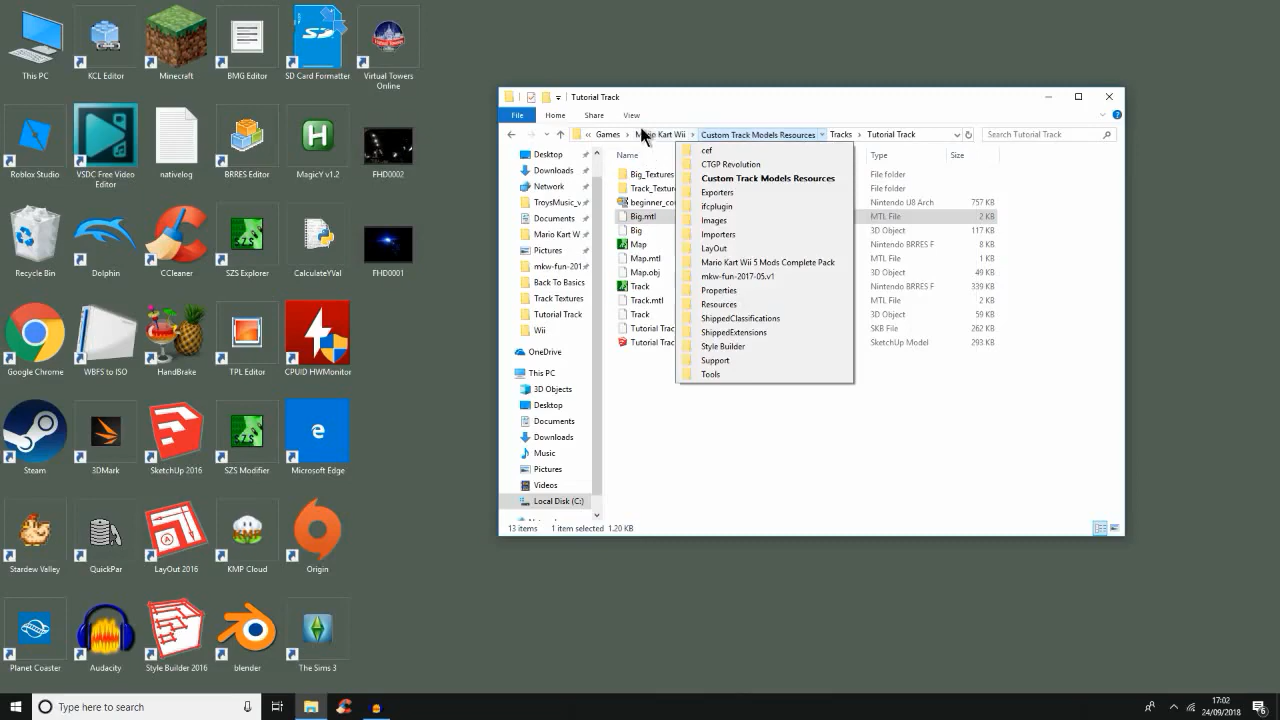 This PC
KCL Editor
Minecraft
BMG Editor
SD Card Formatter
Virtual Towers Online
Roblox Studio
VSDC Free Video Editor
nativelog
BRRES Editor
MagicY v1.2
FHD0002
Recycle Bin
Dolphin
CCleaner
SZS Explorer
CalculateYVal
FHD0001
Google Chrome
WBFS to ISO
HandBrake
TPL Editor
CPUID HWMonitor
Steam
3DMark
SketchUp 2016
SZS Modifier
Microsoft Edge
Stardew Valley
QuickPar
LayOut 2016
KMP Cloud
Origin
Planet Coaster
Audacity
Style Builder 2016
blender
The Sims 3
Tutorial Track
File Home Share View
« Games › Mario Kart Wii › Custom Track Models Resources Tracks › Tutorial Track
Search Tutorial Track
Desktop
Downloads
Network
TroysMusic_v
Documents
Mario Kart W
Pictures
mkw-fun-201
Back To Basics
Track Textures
Tutorial Track
Wii
OneDrive
This PC
3D Objects
Desktop
Documents
Downloads
Music
Pictures
Videos
Local Disk (C:)
Name Type Size
Big_Textures File folder
Track_Textur File folder
beginner_co Nintendo U8 Arch 757 KB
Big.mtl MTL File 2 KB
Big 3D Object 117 KB
Map Nintendo BRRES F 8 KB
Map.mtl MTL File 1 KB
Map.obj 3D Object 49 KB
Track Nintendo BRRES F 339 KB
Track.mtl MTL File 2 KB
Track 3D Object 59 KB
Tutorial Trac SKB File 262 KB
Tutorial Trac SketchUp Model 293 KB
cef
CTGP Revolution
Custom Track Models Resources
Exporters
ifcplugin
Images
Importers
LayOut
Mario Kart Wii 5 Mods Complete Pack
mkw-fun-2017-05.v1
Properties
Resources
ShippedClassifications
ShippedExtensions
Style Builder
Support
Tools
13 items 1 item selected 1.20 KB
Type here to search
17:02
24/09/2018